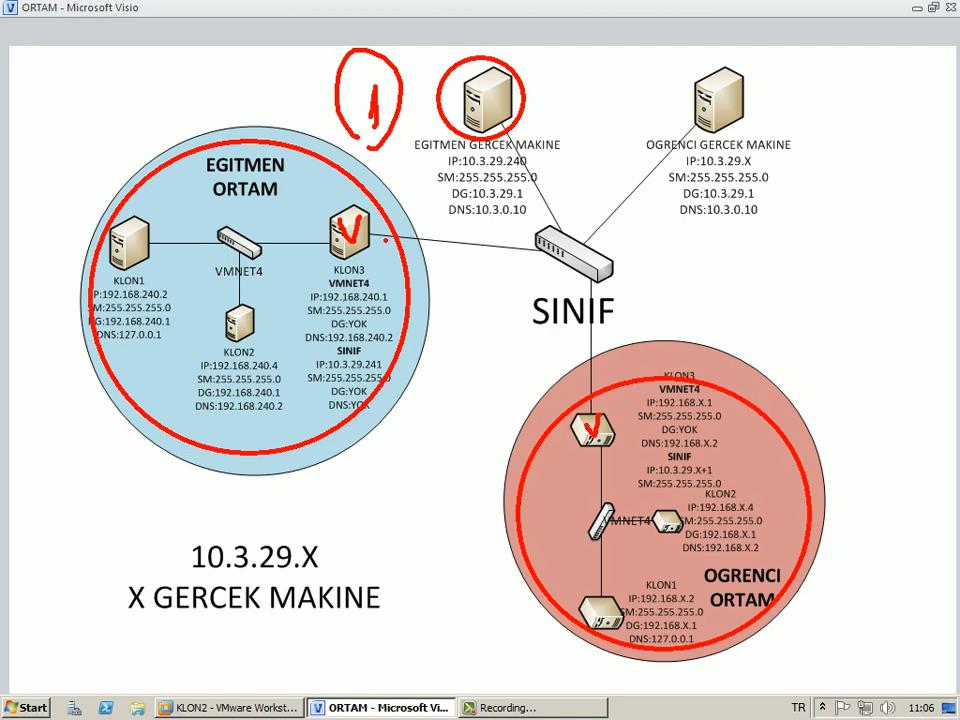 ORTAM - Microsoft Visio
1
EGITMEN GERCEK MAKINE
IP:10.3.29.240
SM:255.255.255.0
DG:10.3.29.1
DNS:10.3.0.10
OGRENCI GERCEK MAKINE
IP:10.3.29.X
SM:255.255.255.0
DG:10.3.29.1
DNS:10.3.0.10
EGITMEN
ORTAM
V
KLON1
IP:192.168.240.2
SM:255.255.255.0
DG:192.168.240.1
DNS:127.0.0.1
VMNET4
KLON2
IP:192.168.240.4
SM:255.255.255.0
DG:192.168.240.1
DNS:192.168.240.2
KLON3
VMNET4
IP:192.168.240.1
SM:255.255.255.0
DG:YOK
DNS:192.168.240.2
SINIF
IP:10.3.29.241
SM:255.255.255.0
DG:YOK
DNS:YOK
SINIF
KLON3
VMNET4
IP:192.168.X.1
SM:255.255.255.0
DG:YOK
DNS:192.168.X.2
SINIF
IP:10.3.29.X+1
SM:255.255.255.0
V
KLON2
IP:192.168.X.4
SM:255.255.255.0
DG:192.168.X.1
DNS:192.168.X.2
VMNET4
OGRENCI
ORTAM
KLON1
IP:192.168.X.2
SM:255.255.255.0
DG:192.168.X.1
DNS:127.0.0.1
10.3.29.X
X GERCEK MAKINE
Start
KLON2 - VMware Workst...
ORTAM - Microsoft Vi...
Recording...
TR
11:06